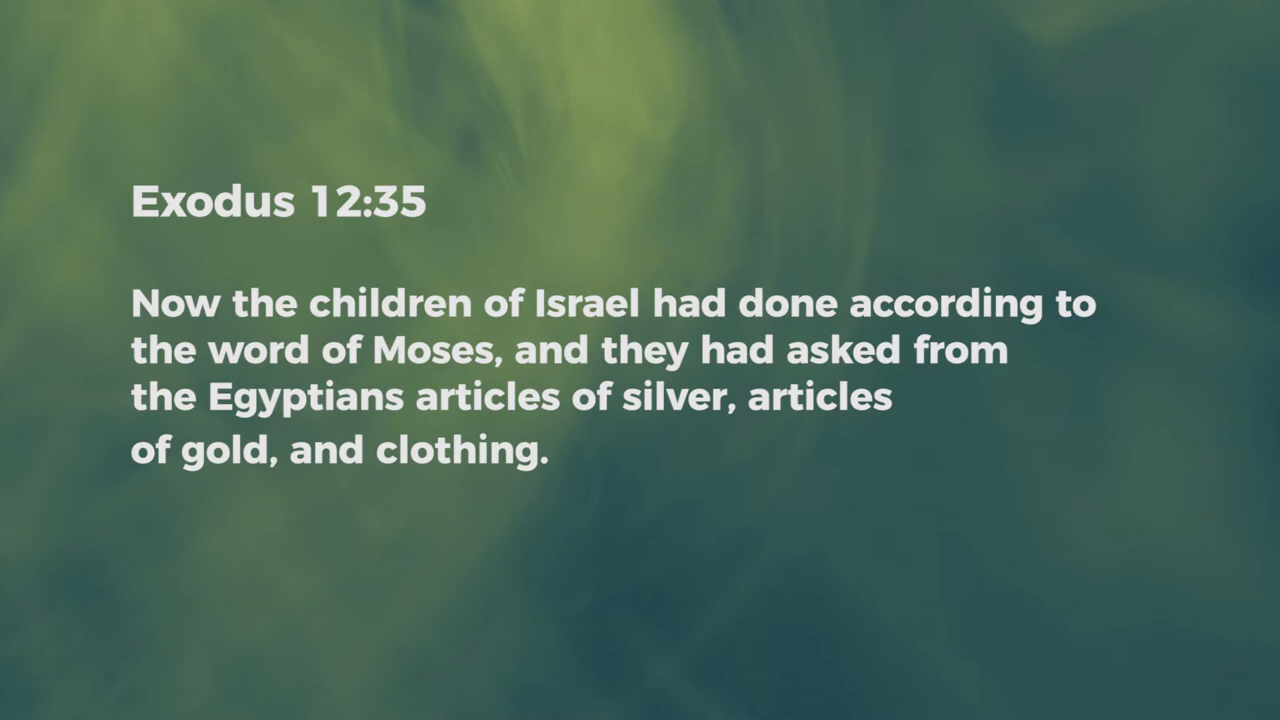 Exodus 12:35
Now the children of Israel had done according to
the word of Moses, and they had asked from
the Egyptians articles of silver, articles
of gold, and clothing.